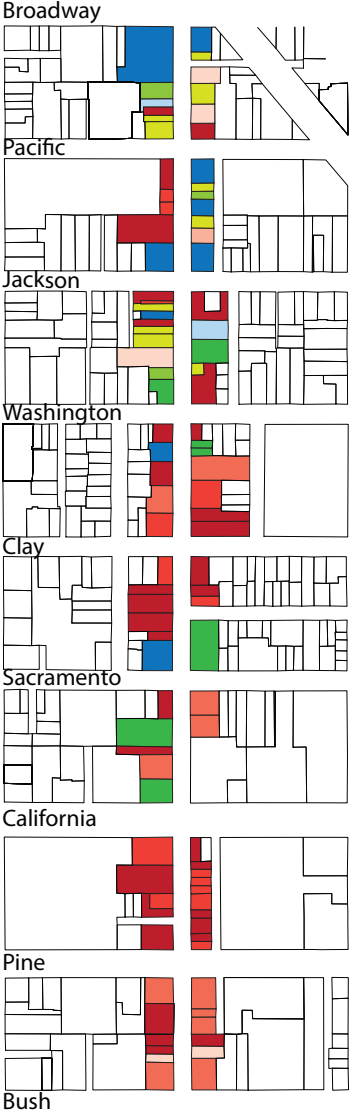 Broadway
Pacific
Jackson
Washington
Clay
Sacramento
California
Pine
Bush